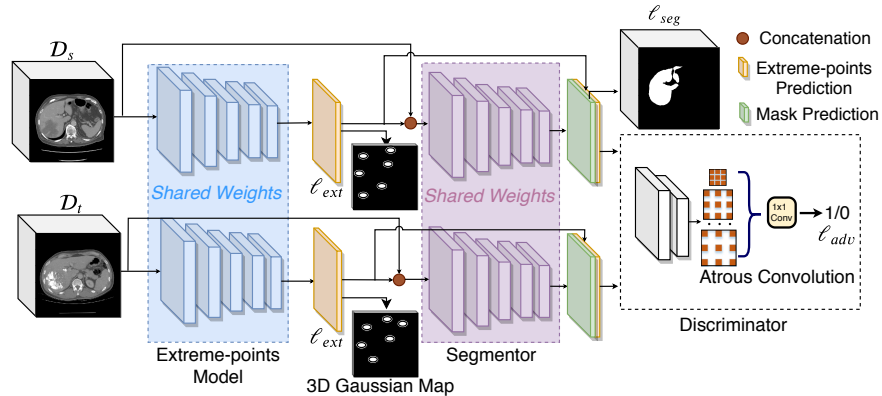 𝒟s
ℓseg
Concatenation
Extreme-points
Prediction
Mask Prediction
Shared Weights
ℓext
Shared Weights
𝒟t
1x1
Conv
1/0
ℓadv
Atrous Convolution
Discriminator
ℓext
Extreme-points
Model
3D Gaussian Map
Segmentor